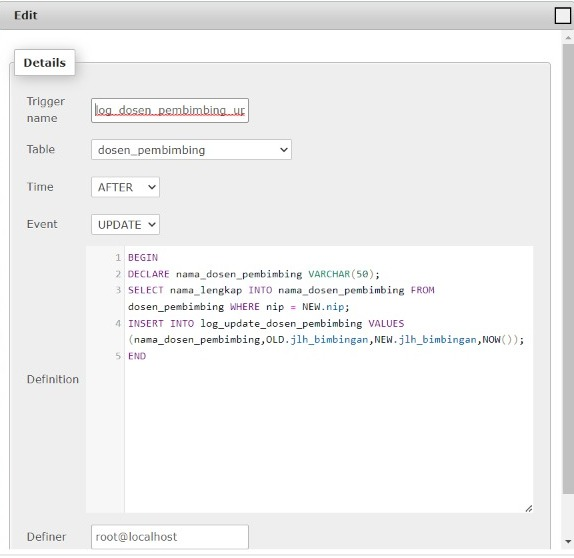 Edit
Details
Trigger
name
log_dosen_pembimbing_up
Table
dosen_pembimbing
Time
AFTER
Event
UPDATE
Definition
1 BEGIN
2 DECLARE nama_dosen_pembimbing VARCHAR(50);
3 SELECT nama_lengkap INTO nama_dosen_pembimbing FROM
dosen_pembimbing WHERE nip = NEW.nip;
4 INSERT INTO log_update_dosen_pembimbing VALUES
(nama_dosen_pembimbing,OLD.jlh_bimbingan,NEW.jlh_bimbingan,NOW());
5 END
Definer
root@localhost